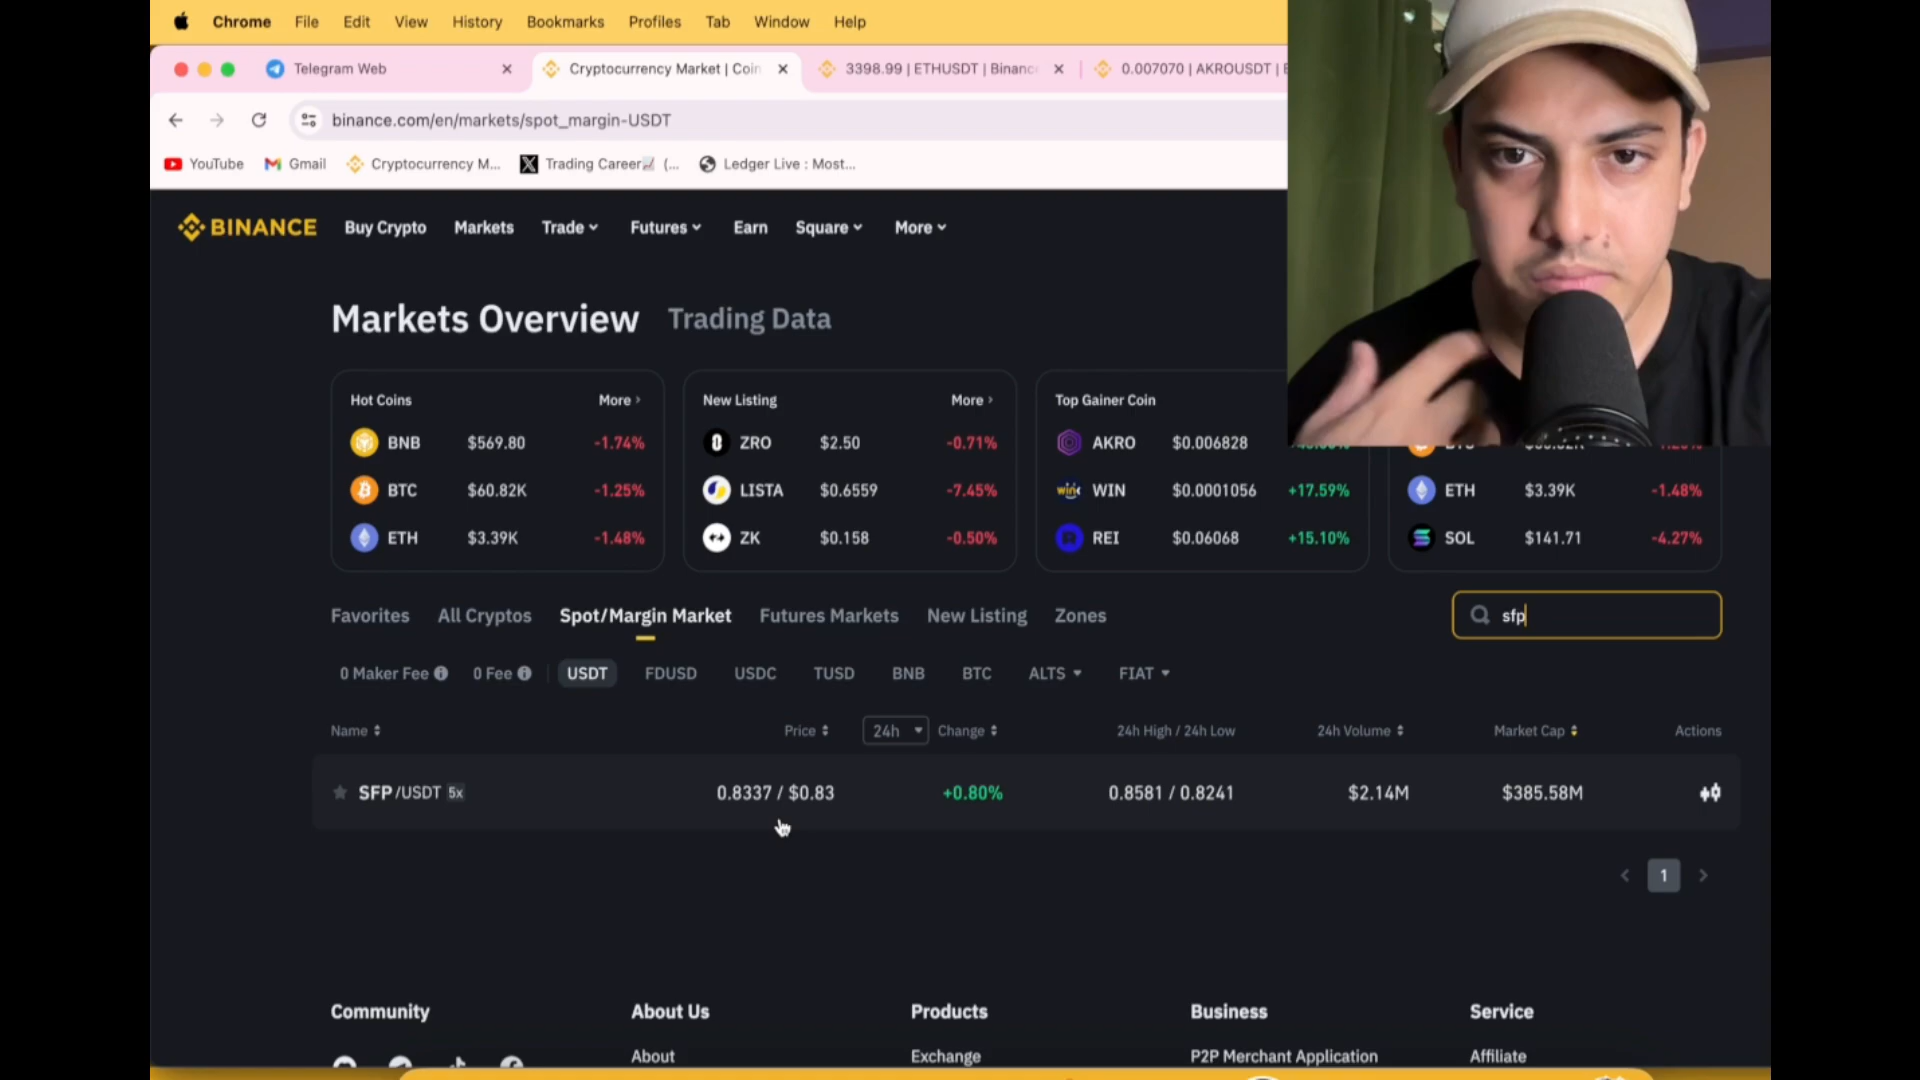 Chrome File Edit View History Bookmarks Profiles Tab Window Help
Telegram Web Cryptocurrency Market | Coin 3398.99 | ETHUSDT | Binanc 0.007070 | AKROUSDT |
binance.com/en/markets/spot_margin-USDT
YouTube Gmail Cryptocurrency M... Trading Career📈 (... Ledger Live : Most...
BINANCE Buy Crypto Markets Trade Futures Earn Square More
Markets Overview Trading Data
Hot Coins More
BNB $569.80 -1.74%
BTC $60.82K -1.25%
ETH $3.39K -1.48%
New Listing More
ZRO $2.50 -0.71%
LISTA $0.6559 -7.45%
ZK $0.158 -0.50%
Top Gainer Coin
AKRO $0.006828
WIN $0.0001056 +17.59%
REI $0.06068 +15.10%
ETH $3.39K -1.48%
SOL $141.71 -4.27%
Favorites All Cryptos Spot/Margin Market Futures Markets New Listing Zones sfp
0 Maker Fee 0 Fee USDT FDUSD USDC TUSD BNB BTC ALTS FIAT
Name Price 24h Change 24h High / 24h Low 24h Volume Market Cap Actions
SFP/USDT 5x 0.8337 / $0.83 +0.80% 0.8581 / 0.8241 $2.14M $385.58M
1
Community About Us Products Business Service
About Exchange P2P Merchant Application Affiliate